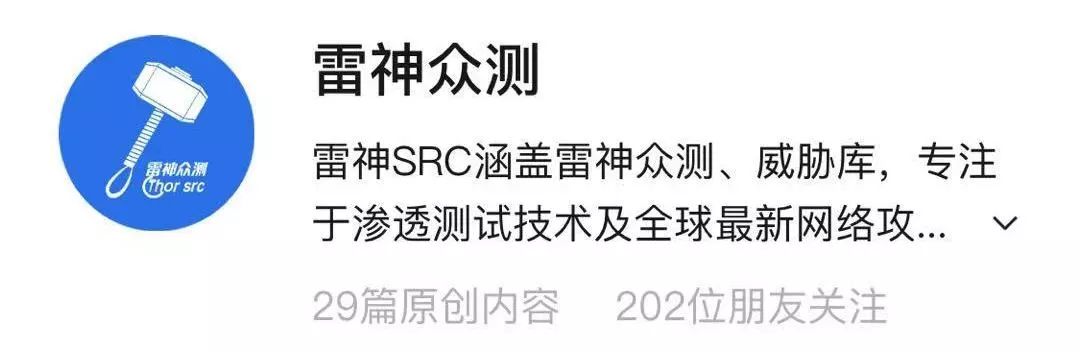 雷神众测
雷神众测
Thor src
雷神SRC涵盖雷神众测、威胁库，专注
于渗透测试技术及全球最新网络攻...
29篇原创内容 202位朋友关注